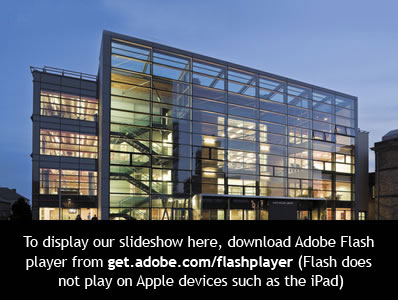 To display our slideshow here, download Adobe Flash
player from get.adobe.com/flashplayer (Flash does
not play on Apple devices such as the iPad)